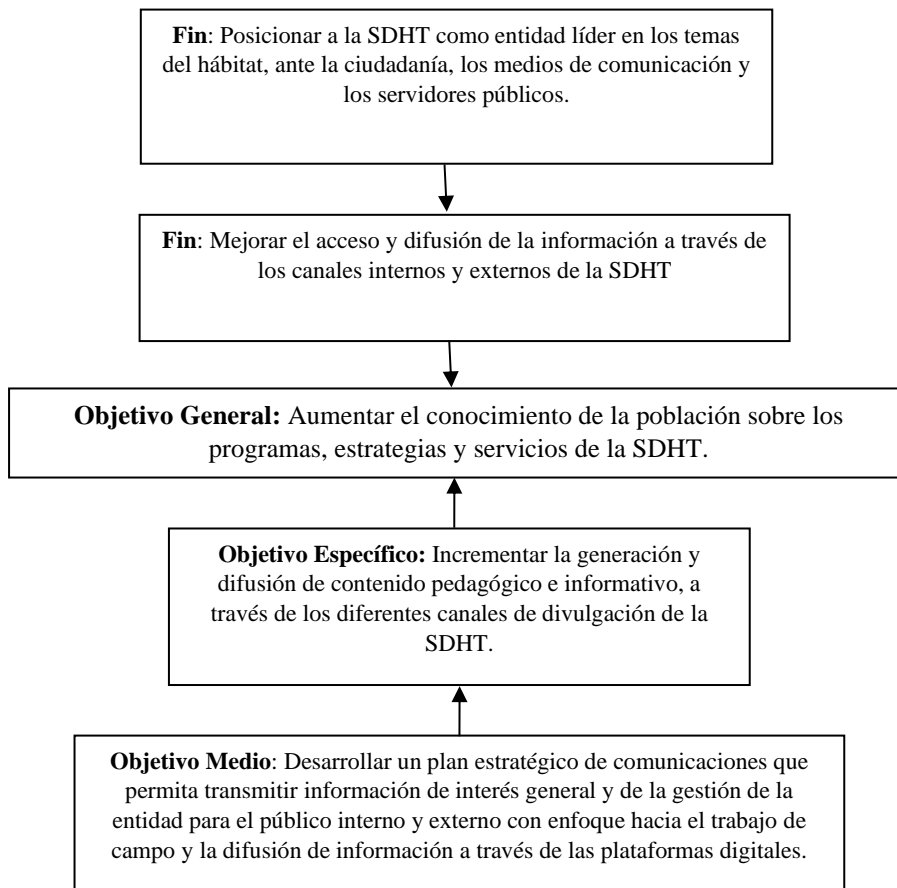 Fin: Posicionar a la SDHT como entidad líder en los temas
del hábitat, ante la ciudadanía, los medios de comunicación y
los servidores públicos.
Fin: Mejorar el acceso y difusión de la información a través de
los canales internos y externos de la SDHT
Objetivo General: Aumentar el conocimiento de la población sobre los
programas, estrategias y servicios de la SDHT.
Objetivo Específico: Incrementar la generación y
difusión de contenido pedagógico e informativo, a
través de los diferentes canales de divulgación de la
SDHT.
Objetivo Medio: Desarrollar un plan estratégico de comunicaciones que
permita transmitir información de interés general y de la gestión de la
entidad para el público interno y externo con enfoque hacia el trabajo de
campo y la difusión de información a través de las plataformas digitales.